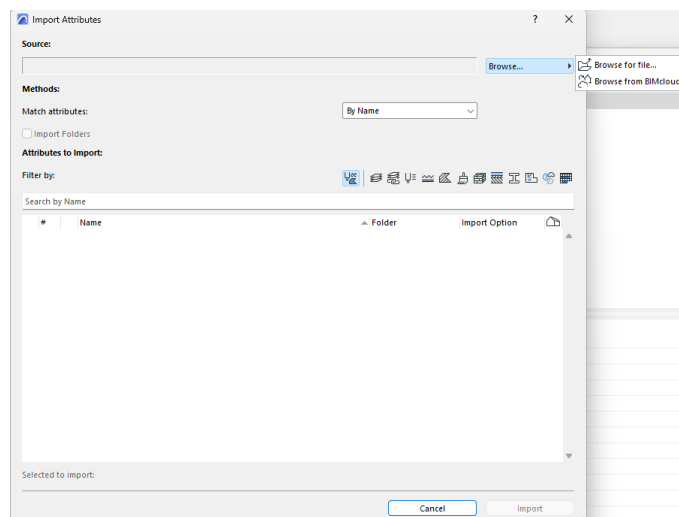 Import Attributes ? ×
Source:
Browse...
Browse for file...
Browse from BIMcloud
Methods:
Match attributes: By Name
Import Folders
Attributes to Import:
Filter by:
Search by Name
# Name Folder Import Option
Selected to import:
Cancel Import